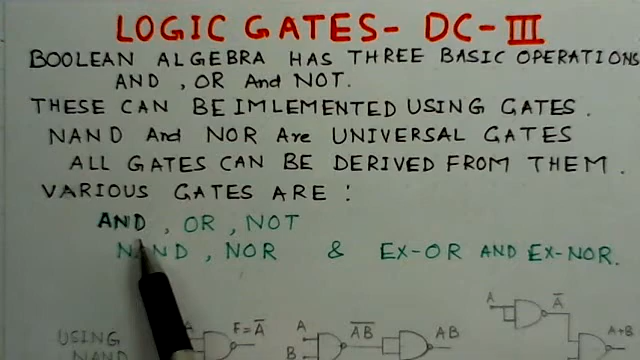 LOGIC GATES- DC-III
BOOLEAN ALGEBRA HAS THREE BASIC OPERATIONS
AND , OR And NOT.
THESE CAN BE IMLEMENTED USING GATES.
NAND And NOR Are UNIVERSAL GATES
ALL GATES CAN BE DERIVED FROM THEM.
VARIOUS GATES ARE :
AND , OR , NOT
NAND , NOR & EX-OR AND EX-NOR.
USING NAND
F = A̅
A
B
A̅B̅
AB
A
A̅
A+B